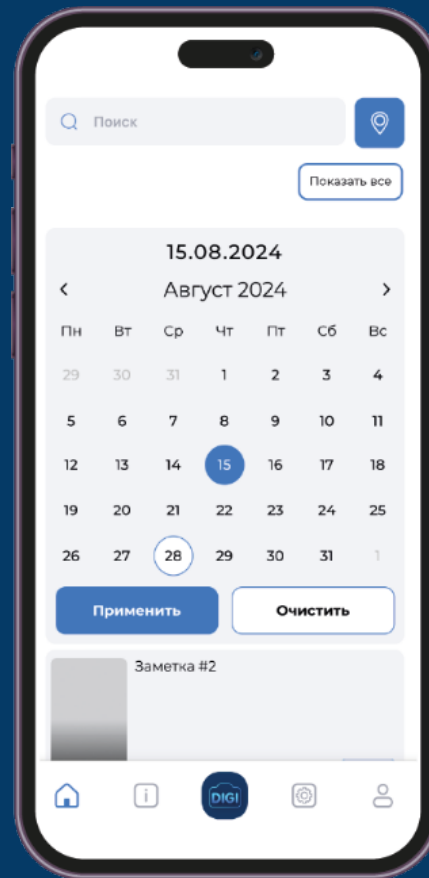 Поиск
Показать все
15.08.2024
Август 2024
Пн Вт Ср Чт Пт Сб Вс
29 30 31 1 2 3 4
5 6 7 8 9 10 11
12 13 14 15 16 17 18
19 20 21 22 23 24 25
26 27 28 29 30 31 1
Применить Очистить
Заметка #2
i DIGI